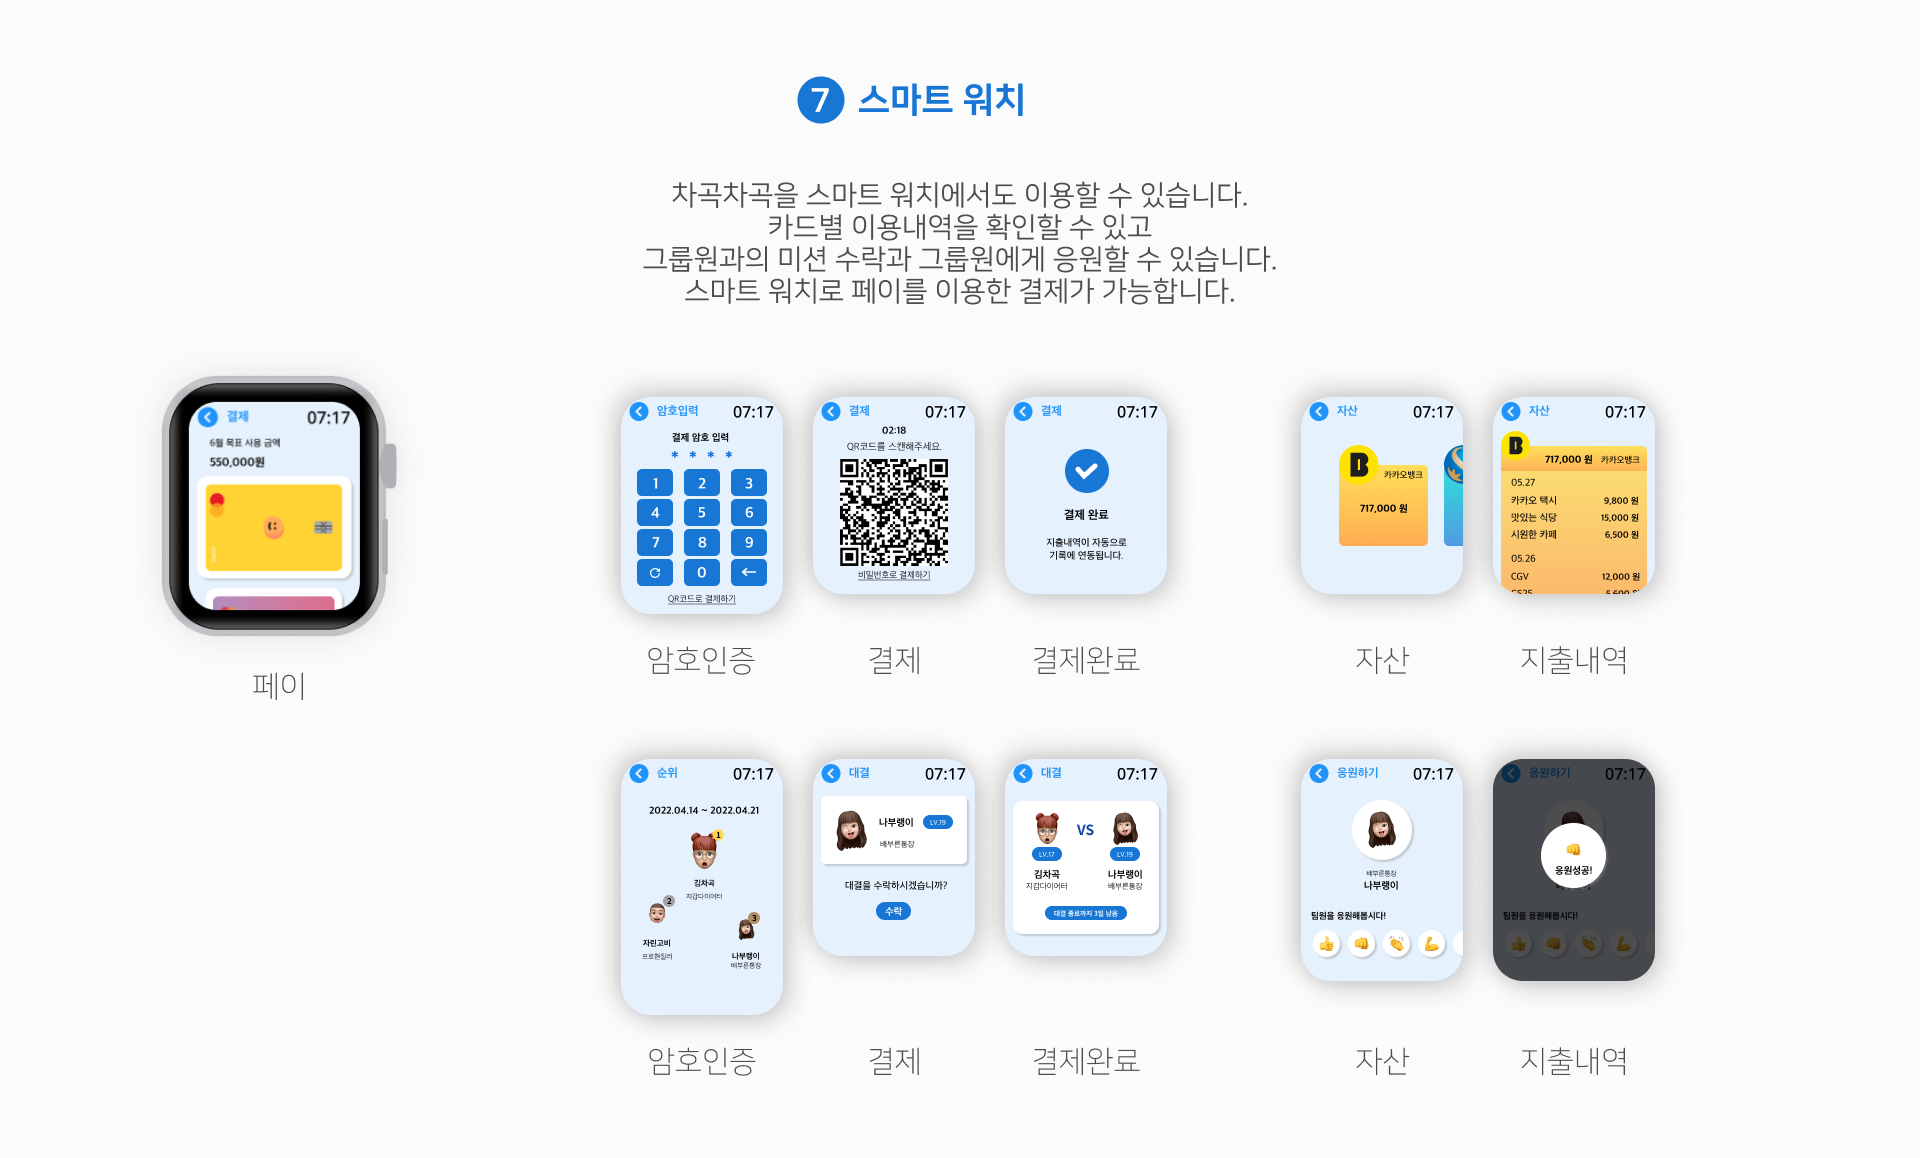 7 스마트 워치
차곡차곡을 스마트 워치에서도 이용할 수 있습니다.
카드별 이용내역을 확인할 수 있고
그룹원과의 미션 수락과 그룹원에게 응원할 수 있습니다.
스마트 워치로 페이를 이용한 결제가 가능합니다.
결제 07:17
6월 목표 사용 금액
550,000원
페이
암호입력 07:17
결제 암호 입력
* * * *
1 2 3
4 5 6
7 8 9
0
QR코드로 결제하기
암호인증
결제 07:17
02:18
QR코드를 스캔해주세요.
비밀번호로 결제하기
결제
결제 07:17
결제 완료
지출내역이 자동으로
기록에 연동됩니다.
결제완료
자산 07:17
카카오뱅크
717,000 원
자산
자산 07:17
717,000 원 카카오뱅크
05.27
카카오 택시 9,800 원
맛있는 식당 15,000 원
시원한 카페 6,500 원
05.26
CGV 12,000 원
GS25 5,600 원
지출내역
순위 07:17
2022.04.14 ~ 2022.04.21
1
김차곡
지갑다이어터
2
자린고비
프로현질러
3
나부랭이
배부른통장
암호인증
대결 07:17
나부랭이 LV.19
배부른통장
대결을 수락하시겠습니까?
수락
결제
대결 07:17
VS
LV.17 LV.19
김차곡 나부랭이
지갑다이어터 배부른통장
대결 종료까지 3일 남음
결제완료
응원하기 07:17
배부른통장
나부랭이
팀원을 응원해봅시다!
자산
응원하기 07:17
응원성공!
팀원을 응원해봅시다!
지출내역